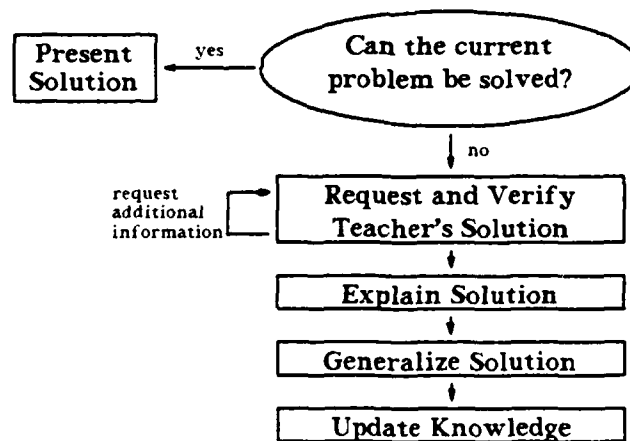 Can the current
problem be solved?
yes
Present
Solution
no
Request and Verify
Teacher's Solution
request
additional
information
Explain Solution
Generalize Solution
Update Knowledge